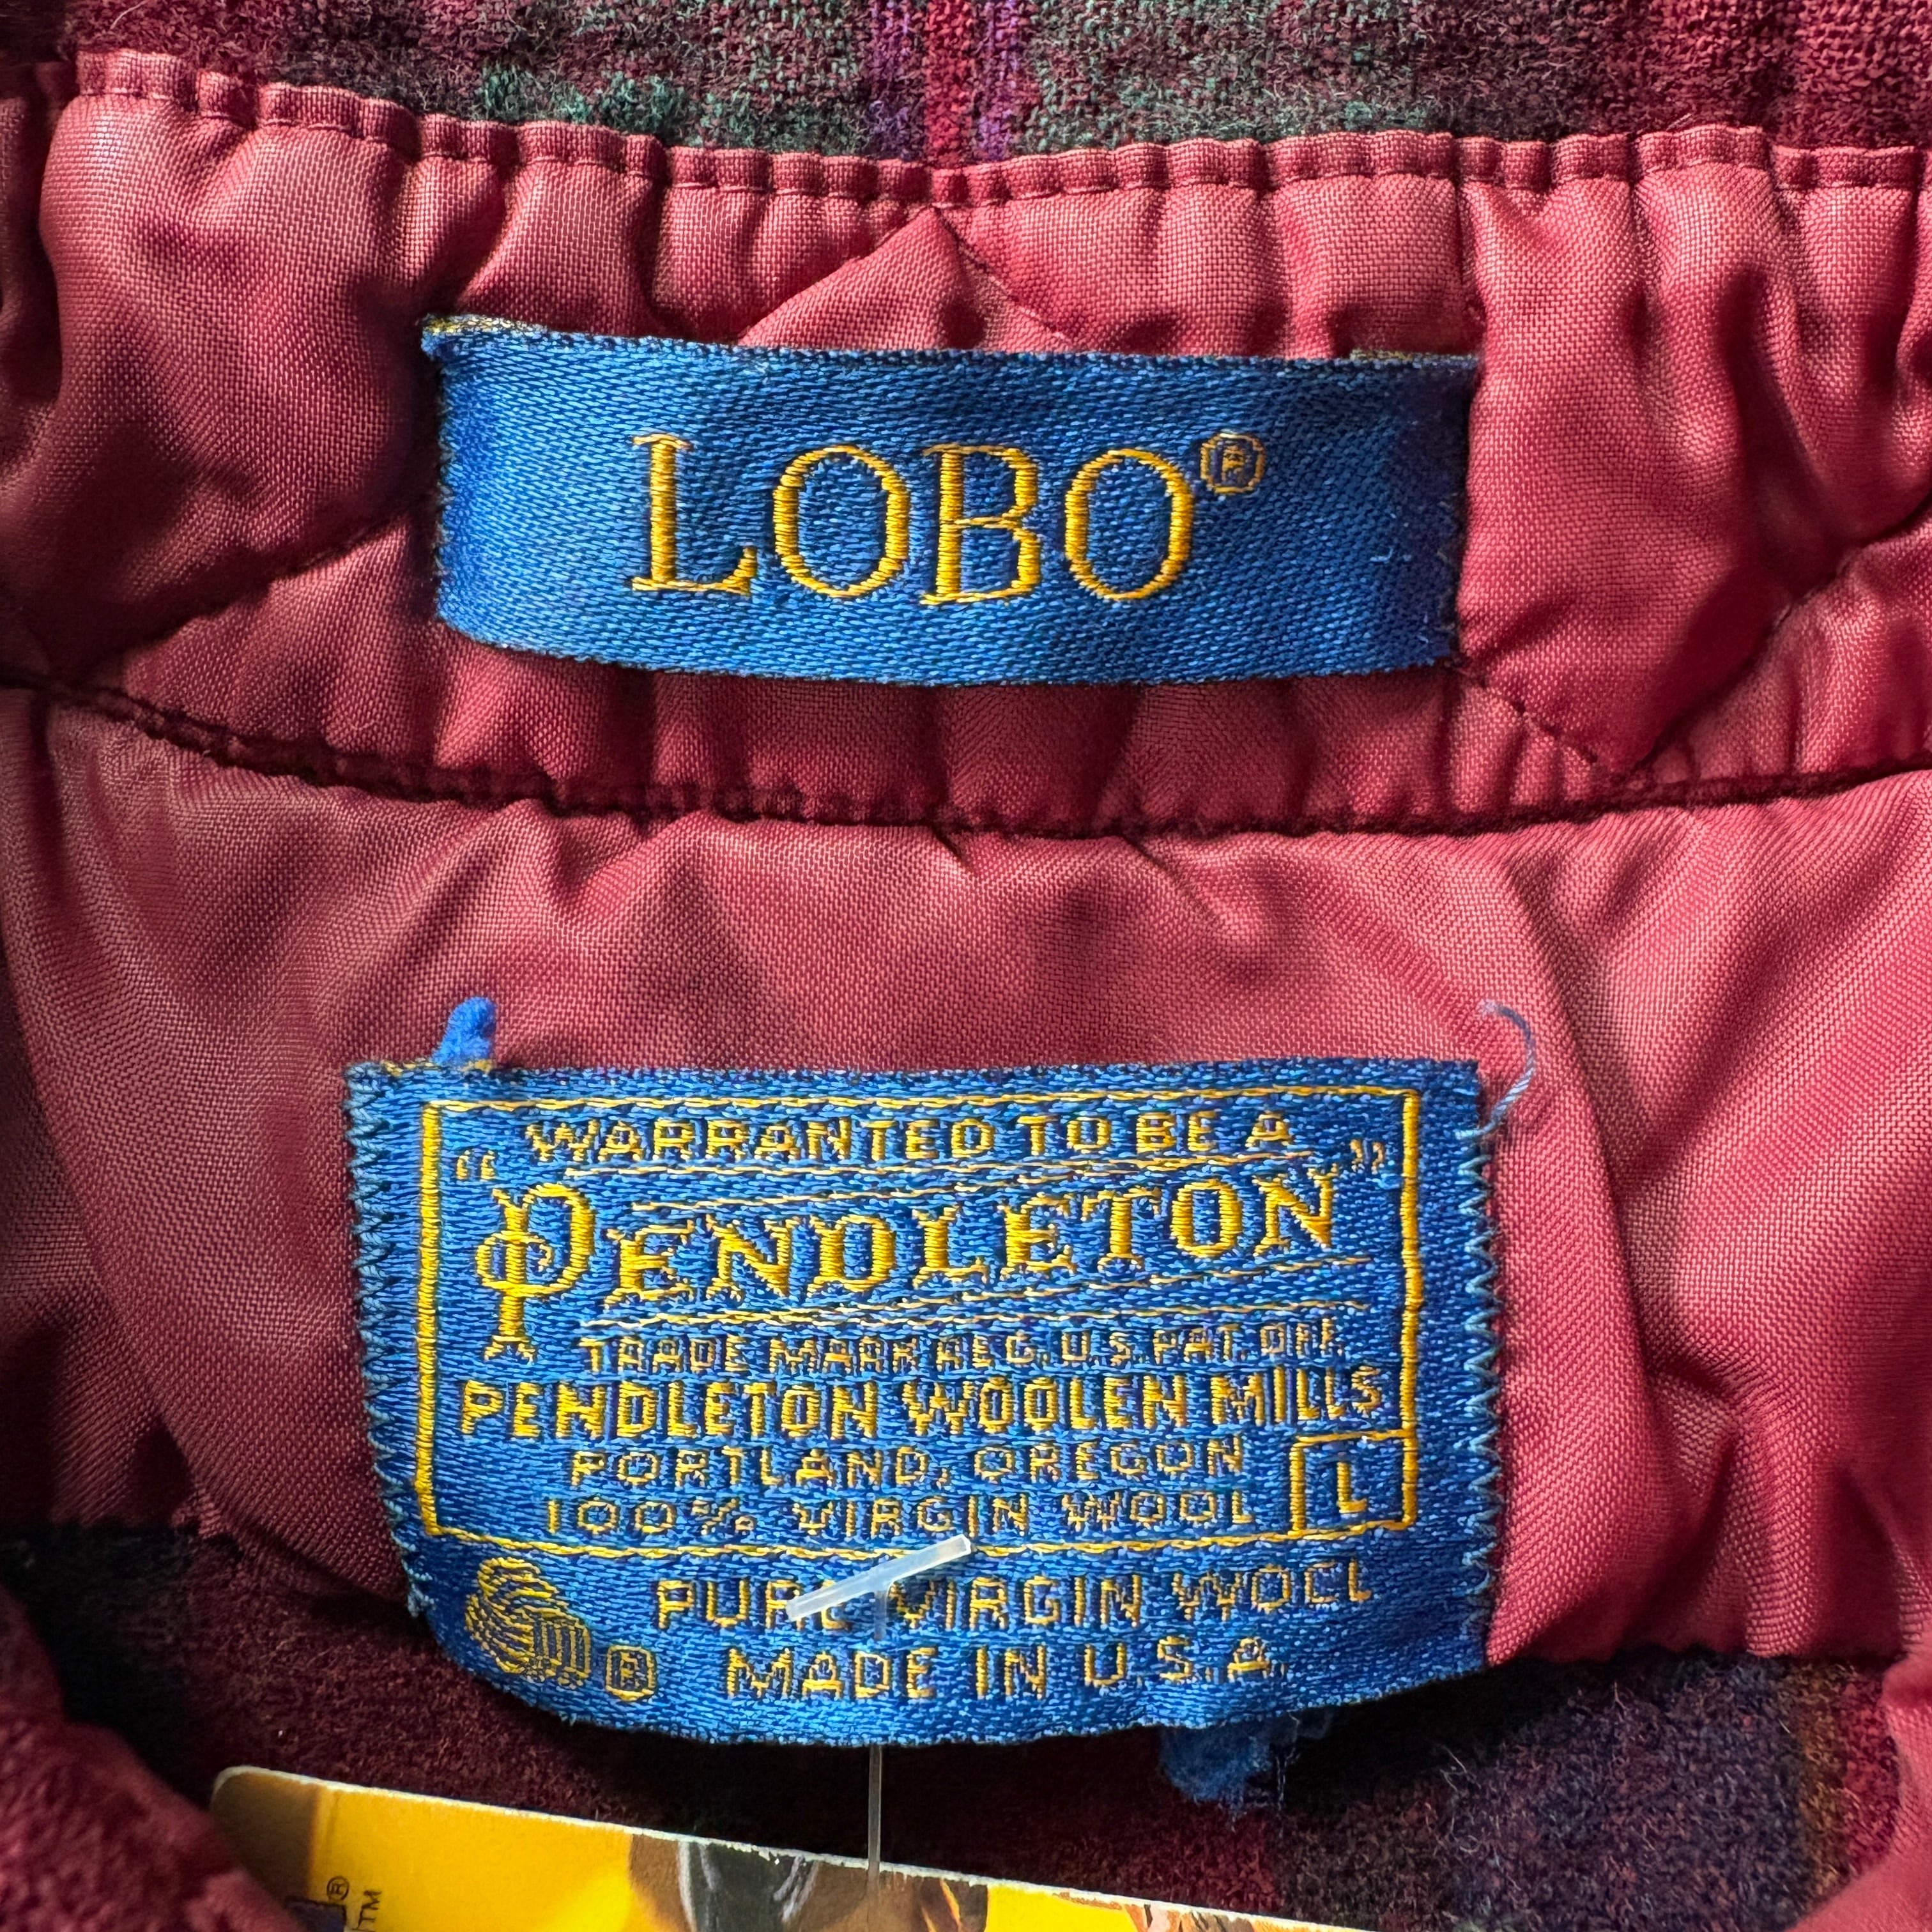 LOBO®
WARRANTED TO BE A
"PENDLETON"
TRADE MARK REG. U.S. PAT. OFF.
PENDLETON WOOLEN MILLS
PORTLAND, OREGON
100% VIRGIN WOOL
L
PURE VIRGIN WOOL
® MADE IN U.S.A.
®
TM